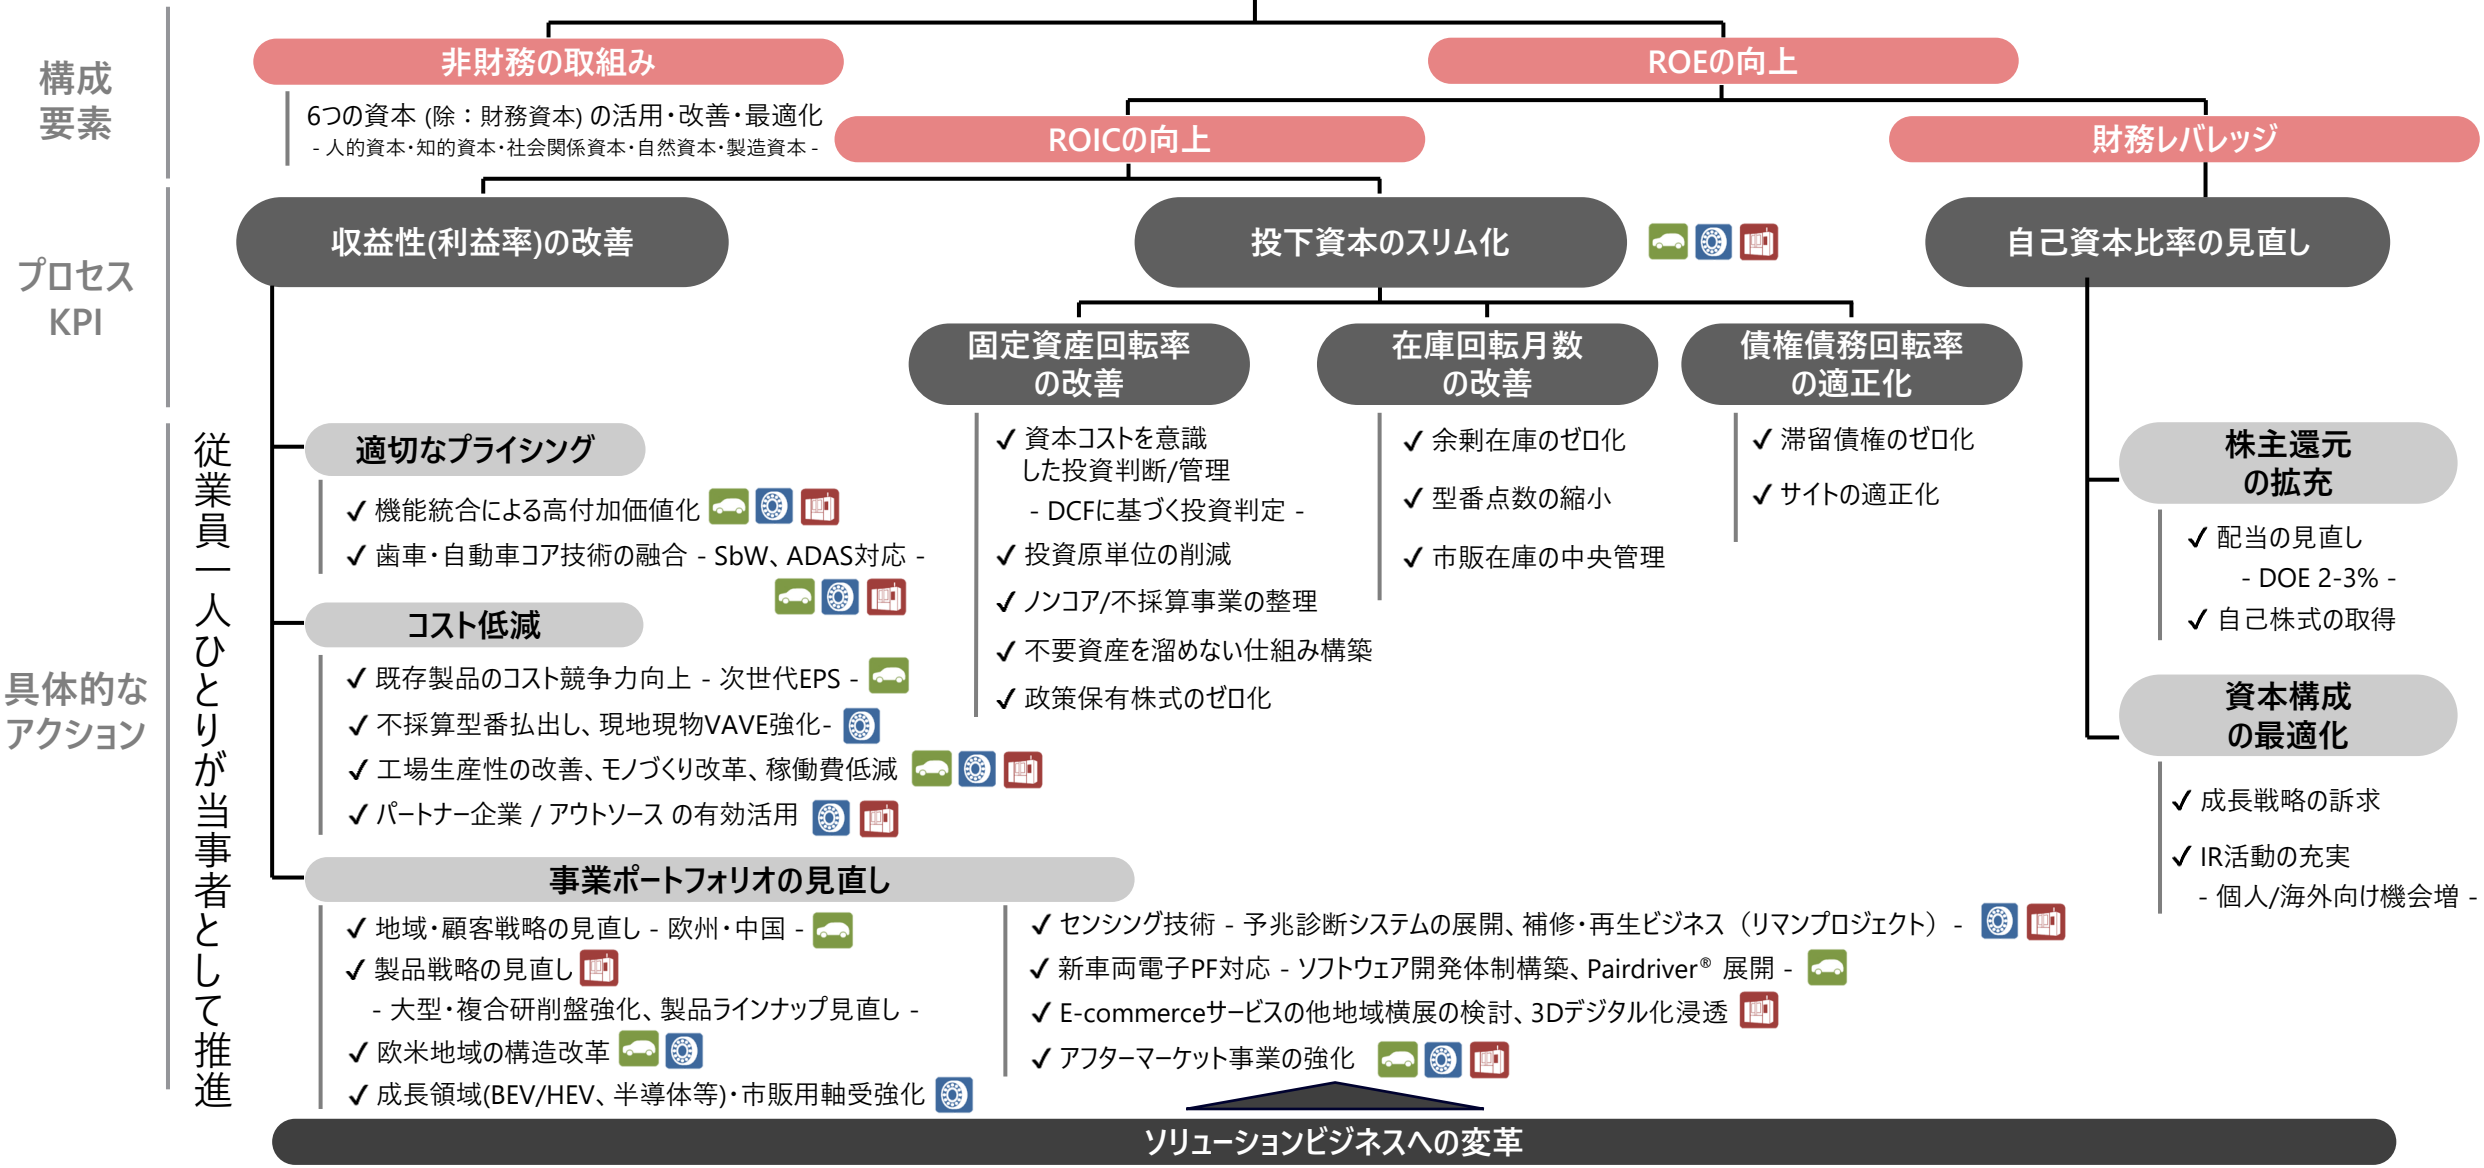 構成
要素
非財務の取組み
6つの資本 (除：財務資本) の活用・改善・最適化
- 人的資本・知的資本・社会関係資本・自然資本・製造資本 -
ROEの向上
ROICの向上
財務レバレッジ
プロセス
KPI
収益性(利益率)の改善
投下資本のスリム化
自己資本比率の見直し
固定資産回転率
の改善
在庫回転月数
の改善
債権債務回転率
の適正化
具体的な
アクション
従業員一人ひとりが当事者として推進
適切なプライシング
✓ 機能統合による高付加価値化
✓ 歯車・自動車コア技術の融合 - SbW、ADAS対応 -
コスト低減
✓ 既存製品のコスト競争力向上 - 次世代EPS -
✓ 不採算型番払出し、現地現物VAVE強化-
✓ 工場生産性の改善、モノづくり改革、稼働費低減
✓ パートナー企業 / アウトソース の有効活用
事業ポートフォリオの見直し
✓ 地域・顧客戦略の見直し - 欧州・中国 -
✓ 製品戦略の見直し
- 大型・複合研削盤強化、製品ラインナップ見直し -
✓ 欧米地域の構造改革
✓ 成長領域(BEV/HEV、半導体等)・市販用軸受強化
✓ センシング技術 - 予兆診断システムの展開、補修・再生ビジネス（リマンプロジェクト） -
✓ 新車両電子PF対応 - ソフトウェア開発体制構築、Pairdriver® 展開 -
✓ E-commerceサービスの他地域横展の検討、3Dデジタル化浸透
✓ アフターマーケット事業の強化
✓ 資本コストを意識
した投資判断/管理
- DCFに基づく投資判定 -
✓ 投資原単位の削減
✓ ノンコア/不採算事業の整理
✓ 不要資産を溜めない仕組み構築
✓ 政策保有株式のゼロ化
✓ 余剰在庫のゼロ化
✓ 型番点数の縮小
✓ 市販在庫の中央管理
✓ 滞留債権のゼロ化
✓ サイトの適正化
株主還元
の拡充
✓ 配当の見直し
- DOE 2-3% -
✓ 自己株式の取得
資本構成
の最適化
✓ 成長戦略の訴求
✓ IR活動の充実
- 個人/海外向け機会増 -
ソリューションビジネスへの変革